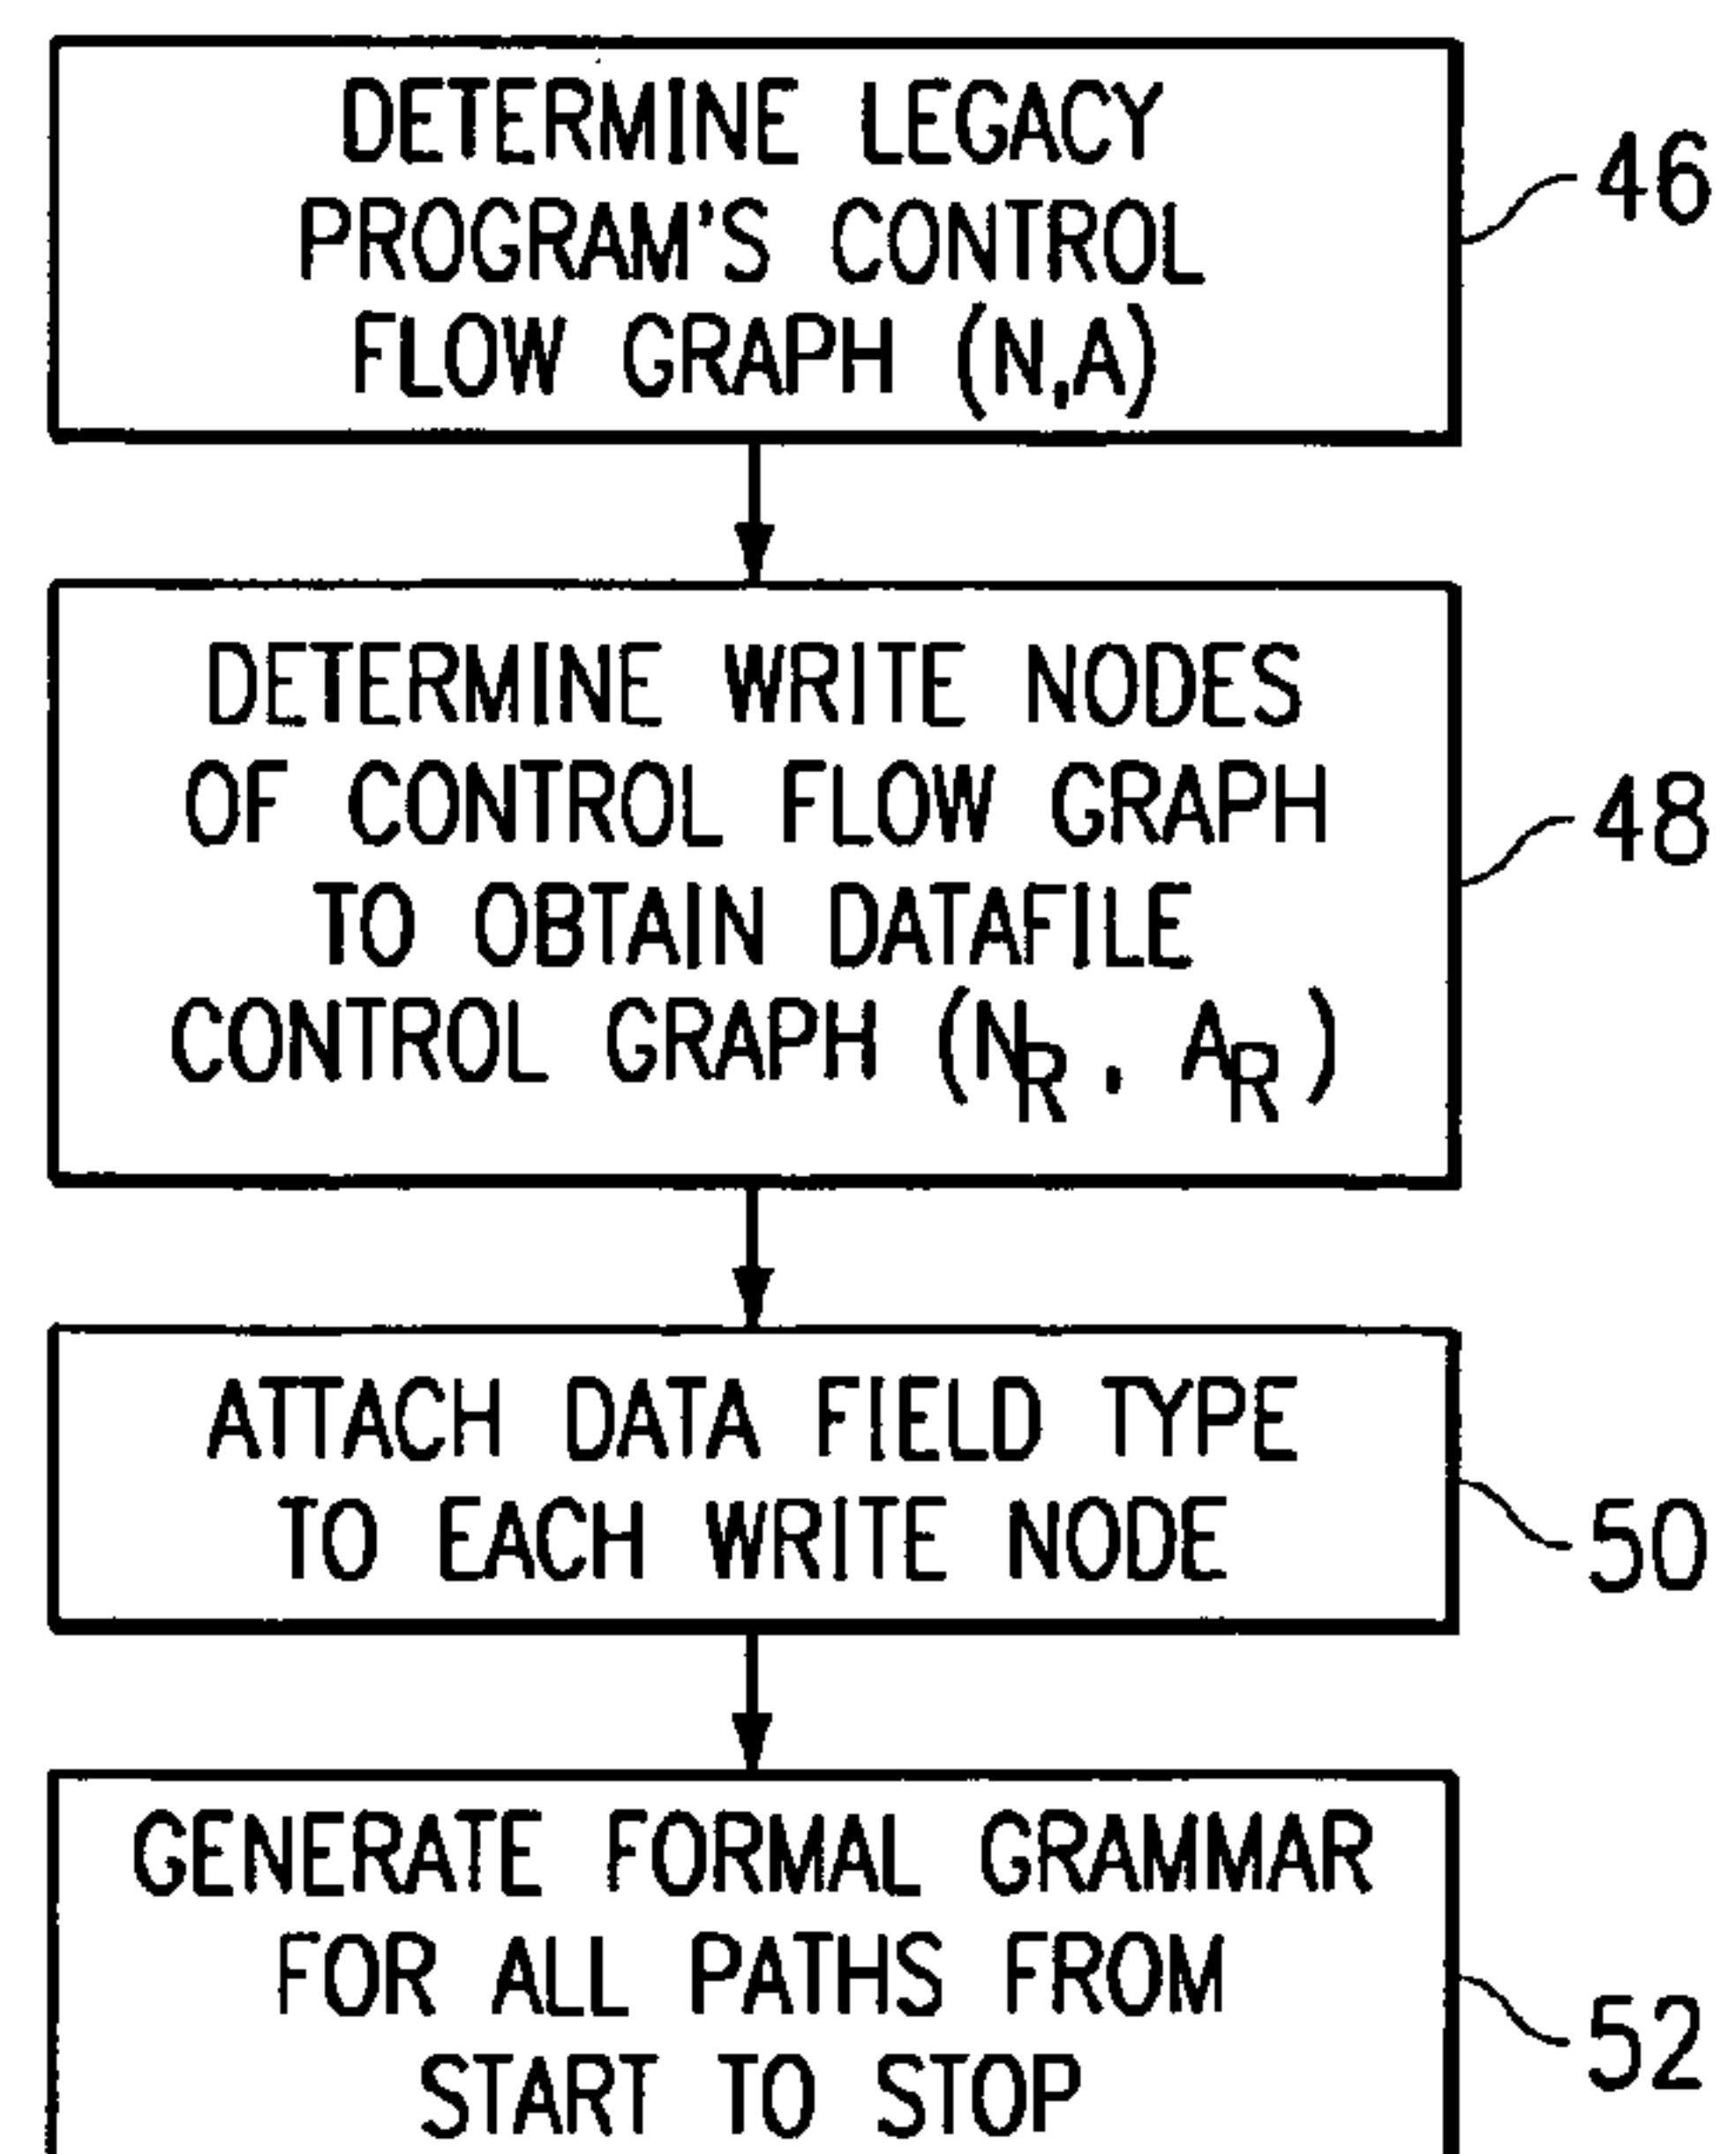 DETERMINE LEGACY
PROGRAM'S CONTROL
FLOW GRAPH (N,A)
46
DETERMINE WRITE NODES
OF CONTROL FLOW GRAPH
TO OBTAIN DATAFILE
CONTROL GRAPH (NR, AR)
48
ATTACH DATA FIELD TYPE
TO EACH WRITE NODE
50
GENERATE FORMAL GRAMMAR
FOR ALL PATHS FROM
START TO STOP
52